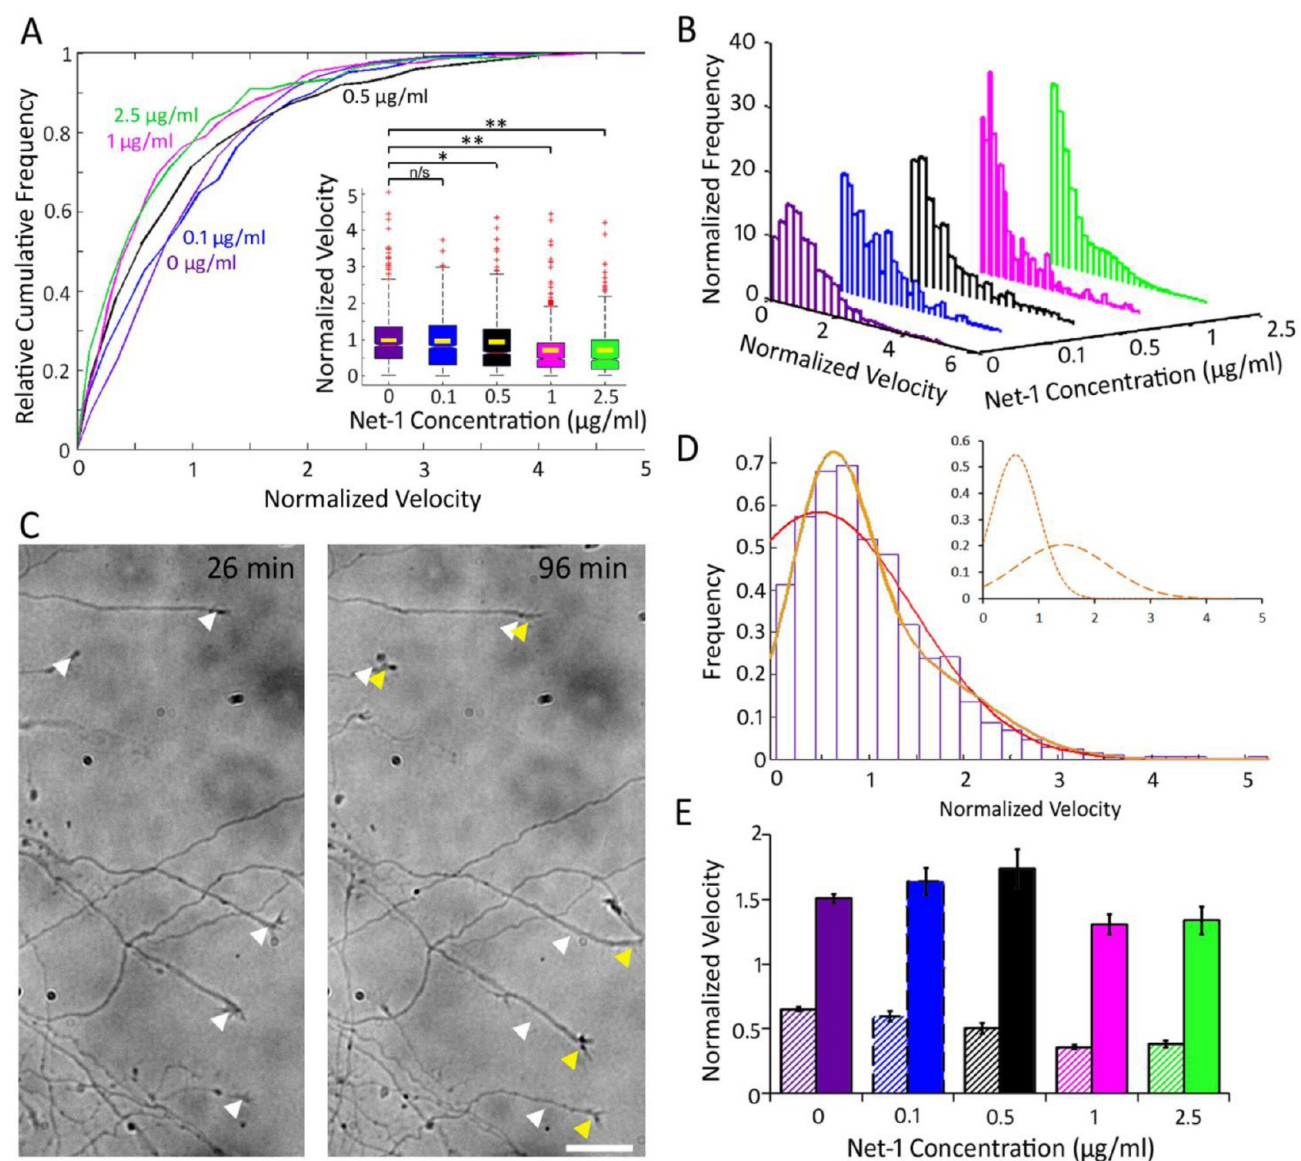 A
1
0.8
0.6
0.4
0.2
0
Relative Cumulative Frequency
2.5 µg/ml
1 µg/ml
0.5 µg/ml
0.1 µg/ml
0 µg/ml
**
**
*
n/s
5
4
3
2
1
0
Normalized Velocity
0 0.1 0.5 1 2.5
Net-1 Concentration (µg/ml)
0 1 2 3 4 5
Normalized Velocity
B
40
30
20
10
0
Normalized Frequency
0 2 4 6
Normalized Velocity
0 0.1 0.5 1 2.5
Net-1 Concentration (µg/ml)
C
26 min
96 min
D
0.7
0.6
0.5
0.4
0.3
0.2
0.1
0
Frequency
0 1 2 3 4 5
Normalized Velocity
0.6
0.5
0.4
0.3
0.2
0.1
0
0 1 2 3 4 5
E
2
1.5
1
0.5
0
Normalized Velocity
0 0.1 0.5 1 2.5
Net-1 Concentration (µg/ml)